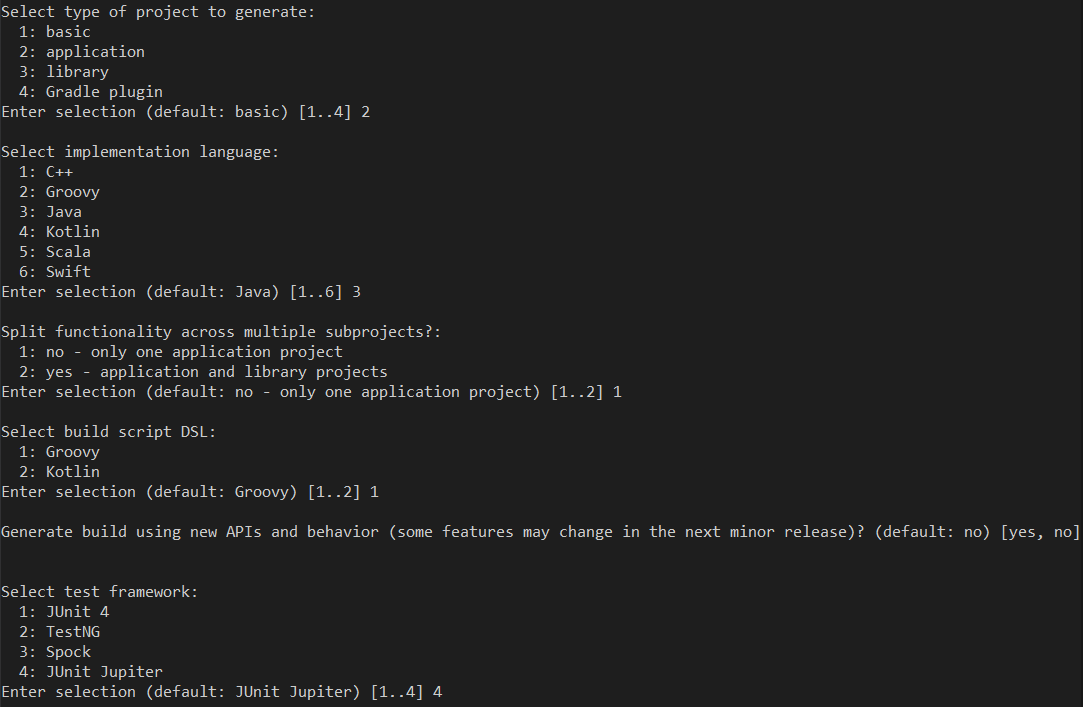 Select type of project to generate:
  1: basic
  2: application
  3: library
  4: Gradle plugin
Enter selection (default: basic) [1..4] 2
Select implementation language:
  1: C++
  2: Groovy
  3: Java
  4: Kotlin
  5: Scala
  6: Swift
Enter selection (default: Java) [1..6] 3
Split functionality across multiple subprojects?:
  1: no - only one application project
  2: yes - application and library projects
Enter selection (default: no - only one application project) [1..2] 1
Select build script DSL:
  1: Groovy
  2: Kotlin
Enter selection (default: Groovy) [1..2] 1
Generate build using new APIs and behavior (some features may change in the next minor release)? (default: no) [yes, no]
Select test framework:
  1: JUnit 4
  2: TestNG
  3: Spock
  4: JUnit Jupiter
Enter selection (default: JUnit Jupiter) [1..4] 4